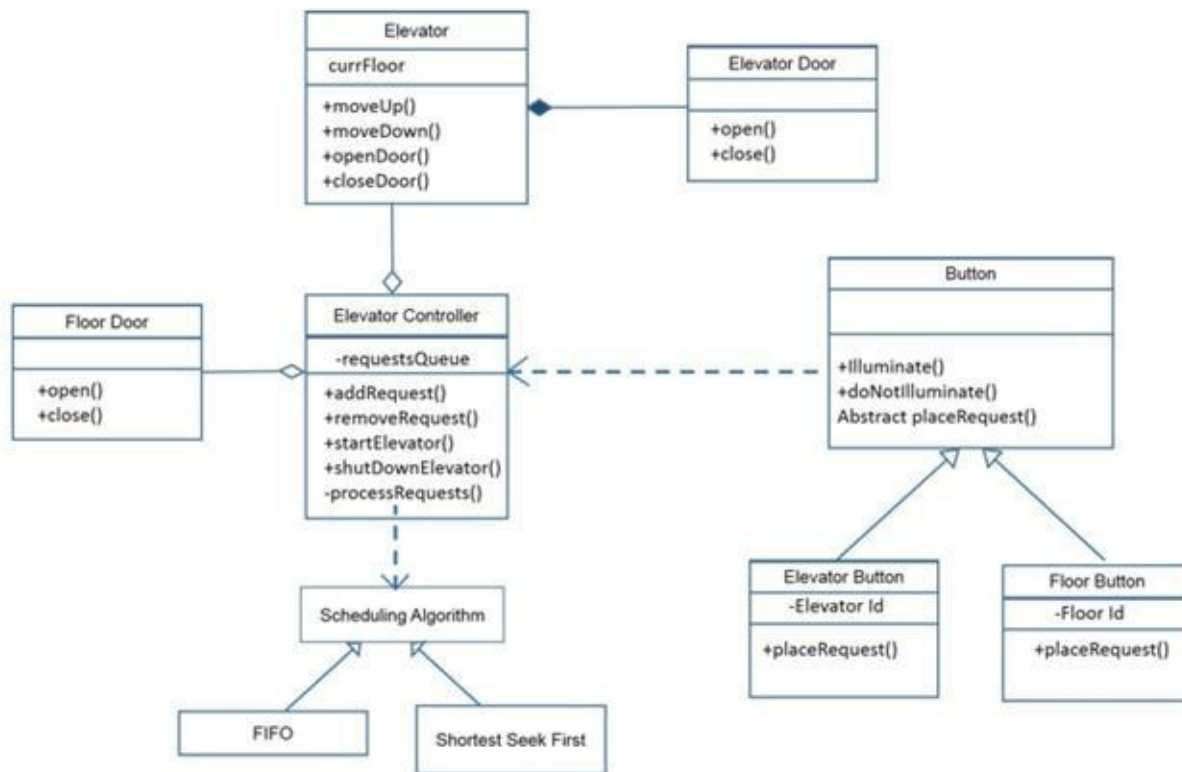 Elevator
currFloor
+moveUp()
+moveDown()
+openDoor()
+closeDoor()
Elevator Door
+open()
+close()
Floor Door
+open()
+close()
Elevator Controller
-requestsQueue
+addRequest()
+removeRequest()
+startElevator()
+shutDownElevator()
-processRequests()
Button
+Illuminate()
+doNotIlluminate()
Abstract placeRequest()
Scheduling Algorithm
FIFO
Shortest Seek First
Elevator Button
-Elevator Id
+placeRequest()
Floor Button
-Floor Id
+placeRequest()